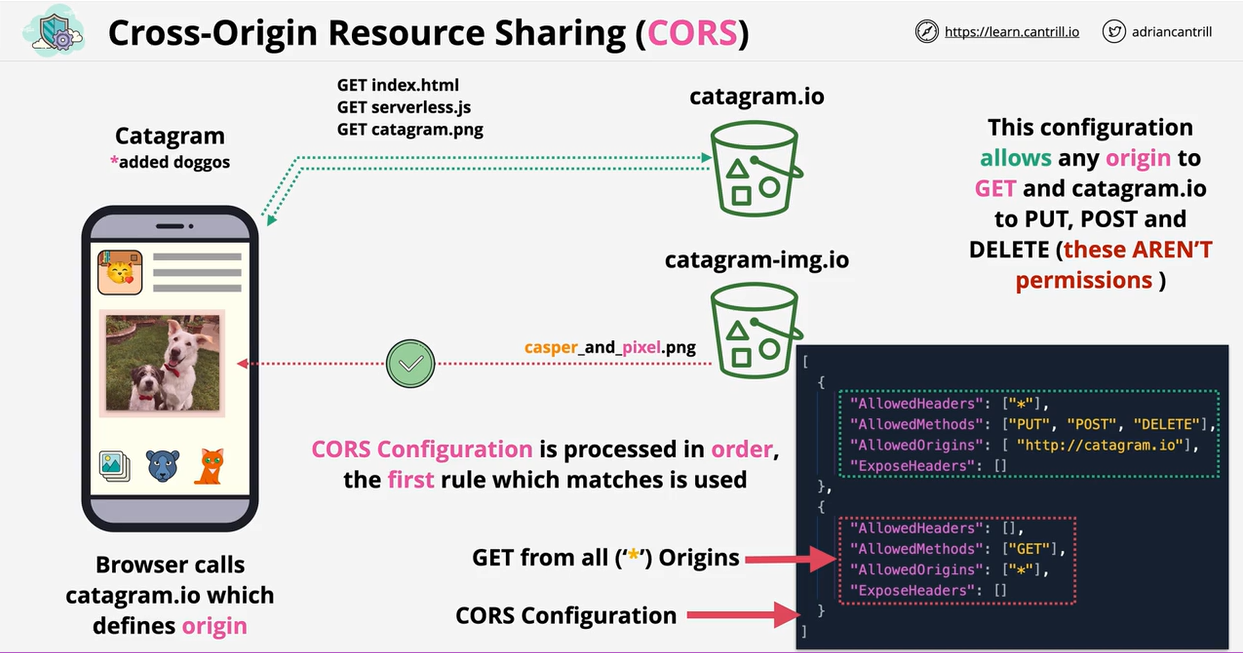 Cross-Origin Resource Sharing (CORS)
https://learn.cantrill.io
adriancantrill
GET index.html
GET serverless.js
GET catagram.png
catagram.io
Catagram
*added doggos
This configuration
allows any origin to
GET and catagram.io
to PUT, POST and
DELETE (these AREN'T
permissions )
catagram-img.io
casper_and_pixel.png
CORS Configuration is processed in order,
the first rule which matches is used
GET from all ('*') Origins
CORS Configuration
Browser calls
catagram.io which
defines origin
[
{
"AllowedHeaders": ["*"],
"AllowedMethods": ["PUT", "POST", "DELETE"],
"AllowedOrigins": [ "http://catagram.io"],
"ExposeHeaders": []
},
{
"AllowedHeaders": [],
"AllowedMethods": ["GET"],
"AllowedOrigins": ["*"],
"ExposeHeaders": []
}
]